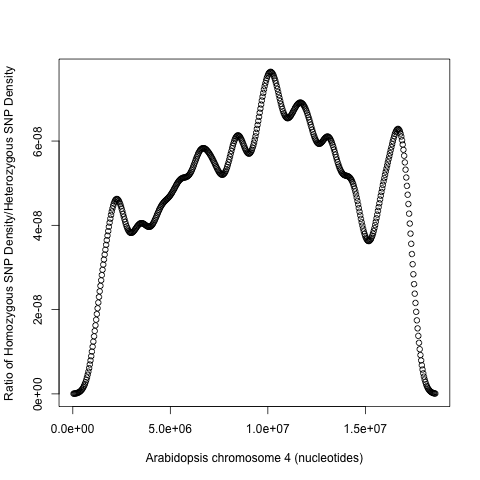 Ratio of Homozygous SNP Density/Heterozygous SNP Density
6e-08
4e-08
2e-08
0e+00
0.0e+00 5.0e+06 1.0e+07 1.5e+07
Arabidopsis chromosome 4 (nucleotides)